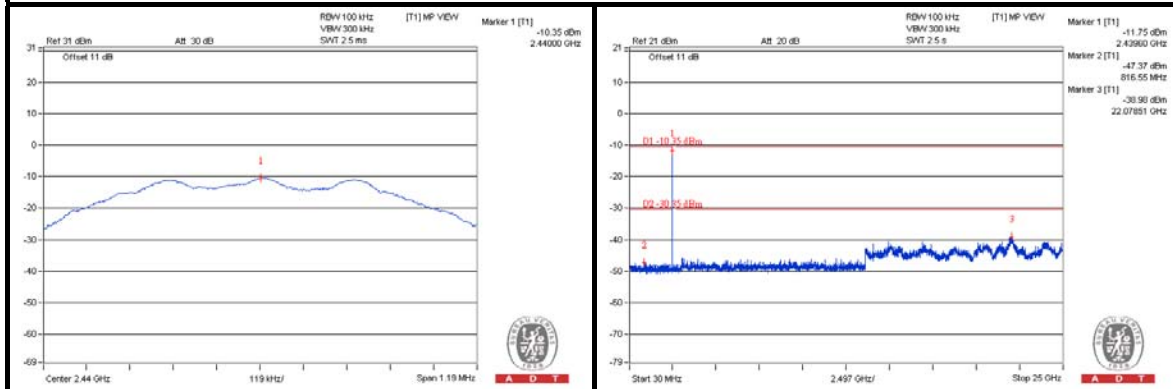 RBW 100 kHz [T1] MP VIEW
VBW 300 kHz
Ref 31 dBm Att 30 dB SWT 2.5 ms
Marker 1 [T1]
-10.35 dBm
2.44000 GHz
31
Offset 11 dB
20
10
0
-10
-20
-30
-40
-50
-60
-69
1
Center 2.44 GHz 119 kHz/ Span 1.19 MHz
BUREAU VERITAS
1828
A D T
RBW 100 kHz [T1] MP VIEW
VBW 300 kHz
Ref 21 dBm Att 20 dB SWT 2.5 s
Marker 1 [T1]
-11.75 dBm
2.43960 GHz
Marker 2 [T1]
-47.37 dBm
816.55 MHz
Marker 3 [T1]
-38.98 dBm
22.07851 GHz
21
Offset 11 dB
10
0
-10
-20
-30
-40
-50
-60
-70
-79
1
D1 -10.35 dBm
D2 -30.35 dBm
2
3
Start 30 MHz 2.497 GHz/ Stop 25 GHz
BUREAU VERITAS
1828
A D T